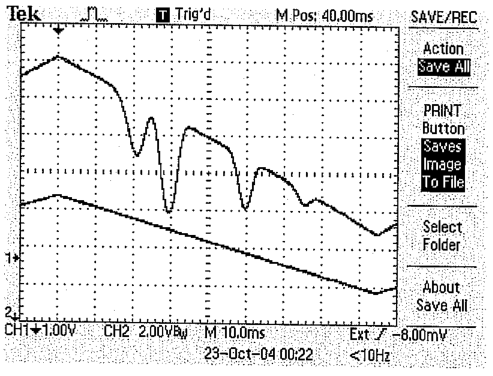 Tek T Trig'd M Pos: 40.00ms SAVE/REC
Action
Save All
PRINT
Button
Saves
Image
To File
Select
Folder
1
About
Save All
2
CH1 1.00V CH2 2.00VBW M 10.0ms Ext -8.00mV
23-Oct-04 00:22 <10Hz